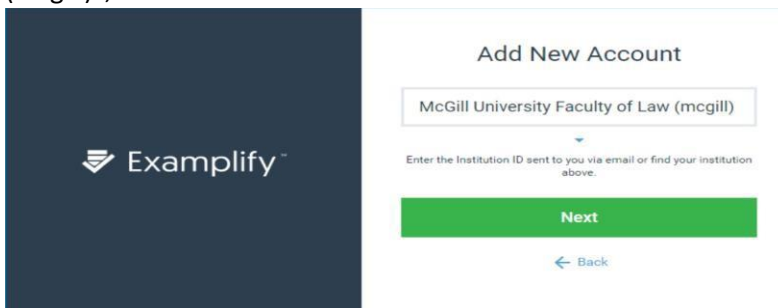 Add New Account
McGill University Faculty of Law (mcgill)
Examplify™
Enter the Institution ID sent to you via email or find your institution
above.
Next
← Back